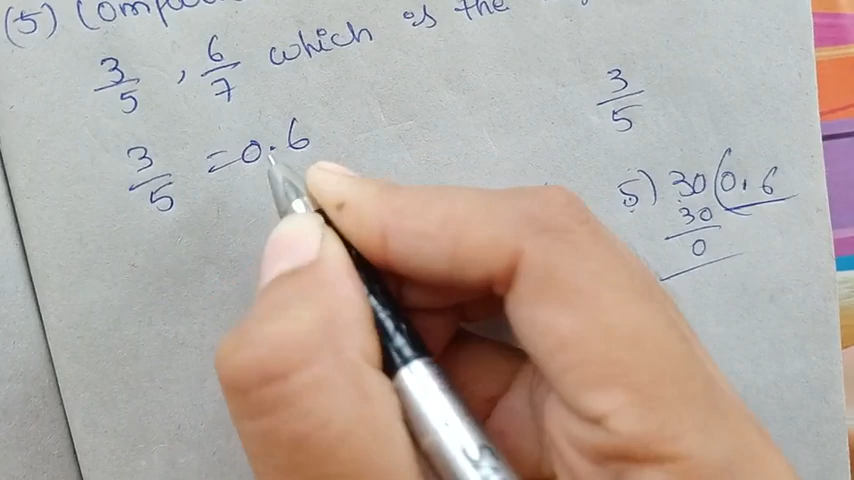 (5)
3/5 , 6/7 which is the
3/5
3/5 = 0.6
5) 30 (0.6
30
0